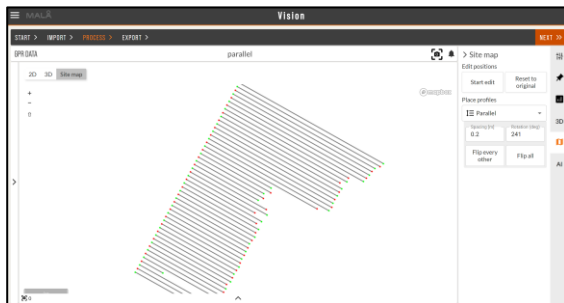 MALÅ
Vision
START > IMPORT > PROCESS > EXPORT >
NEXT >>
GPR DATA
parallel
2D 3D Site map
+
−
mapbox
> Site map
Edit positions
Start edit
Reset to original
Place profiles
Parallel
Spacing [m]
0.2
Rotation [deg]
241
Flip every other
Flip all
3D
AI
0